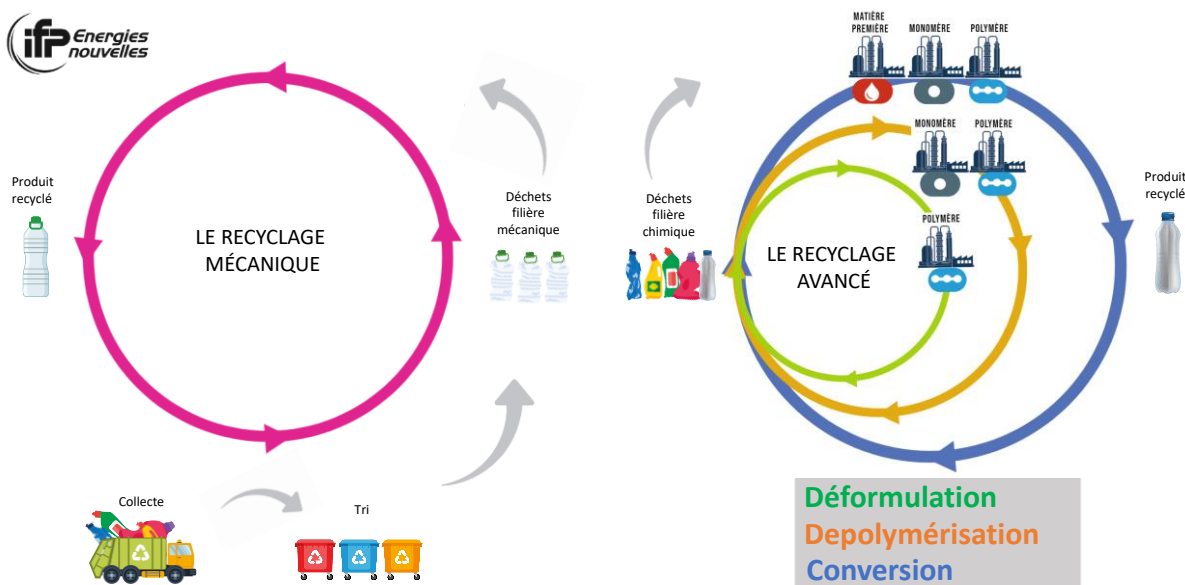 ifp Energies
nouvelles
MATIÈRE
PREMIÈRE
MONOMÈRE
POLYMÈRE
MONOMÈRE
POLYMÈRE
Produit
recyclé
LE RECYCLAGE
MÉCANIQUE
Déchets
filière
mécanique
Déchets
filière
chimique
POLYMÈRE
LE RECYCLAGE
AVANCÉ
Produit
recyclé
Collecte
Tri
Déformulation
Depolymérisation
Conversion